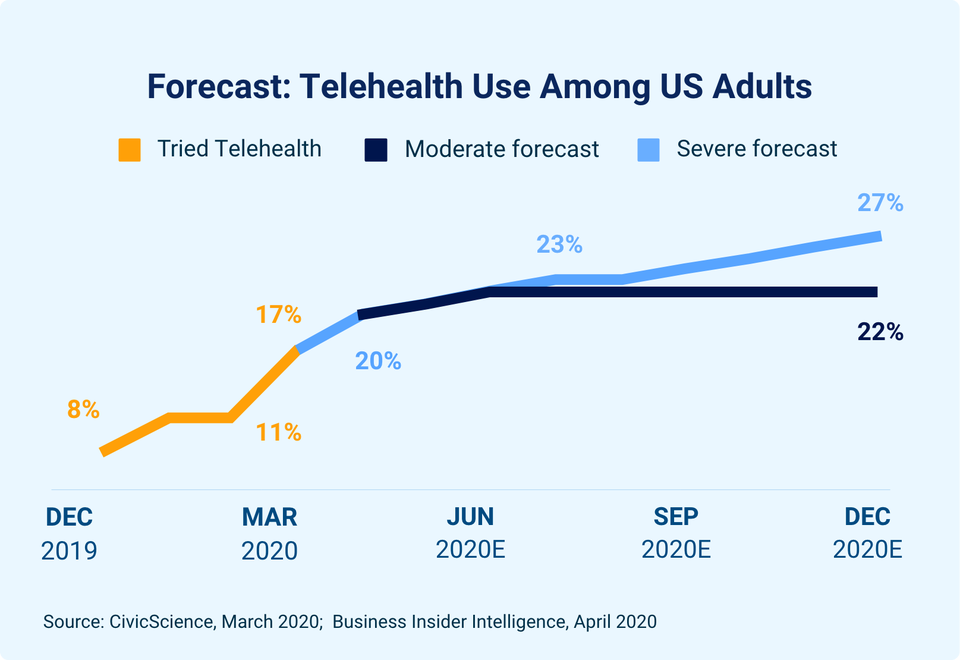 Forecast: Telehealth Use Among US Adults
Tried Telehealth
Moderate forecast
Severe forecast
27%
23%
17%
20%
22%
8%
11%
DEC
2019
MAR
2020
JUN
2020E
SEP
2020E
DEC
2020E
Source: CivicScience, March 2020;  Business Insider Intelligence, April 2020